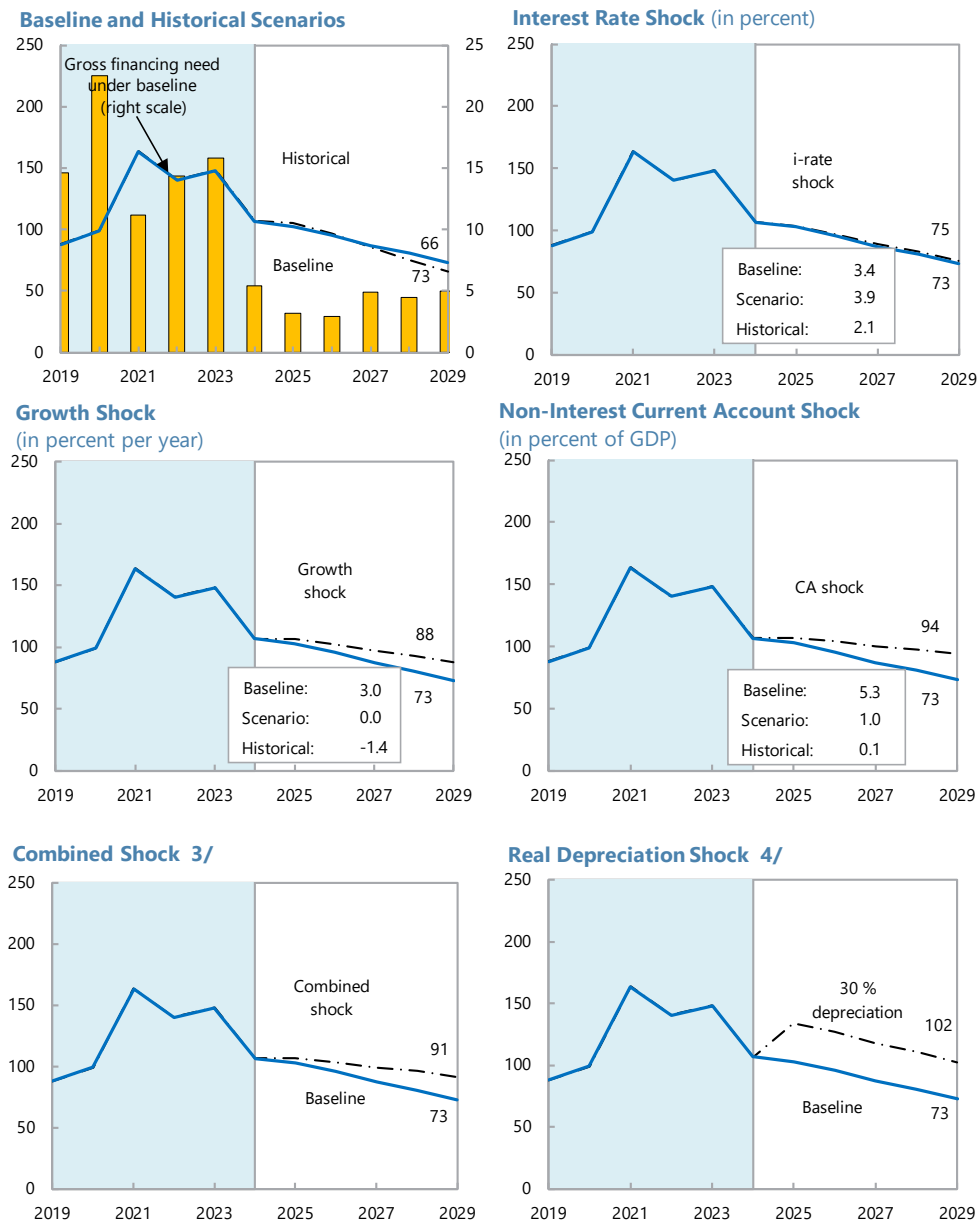 Baseline and Historical Scenarios
250
200
150
100
50
0
25
20
15
10
5
0
Gross financing need
under baseline
(right scale)
Historical
Baseline
66
73
2019 2021 2023 2025 2027 2029
Interest Rate Shock (in percent)
250
200
150
100
50
0
i-rate
shock
75
73
Baseline: 3.4
Scenario: 3.9
Historical: 2.1
2019 2021 2023 2025 2027 2029
Growth Shock
(in percent per year)
250
200
150
100
50
0
Growth
shock
88
73
Baseline: 3.0
Scenario: 0.0
Historical: -1.4
2019 2021 2023 2025 2027 2029
Non-Interest Current Account Shock
(in percent of GDP)
250
200
150
100
50
0
CA shock
94
73
Baseline: 5.3
Scenario: 1.0
Historical: 0.1
2019 2021 2023 2025 2027 2029
Combined Shock 3/
250
200
150
100
50
0
Combined
shock
91
Baseline
73
2019 2021 2023 2025 2027 2029
Real Depreciation Shock 4/
250
200
150
100
50
0
30 %
depreciation
102
Baseline
73
2019 2021 2023 2025 2027 2029